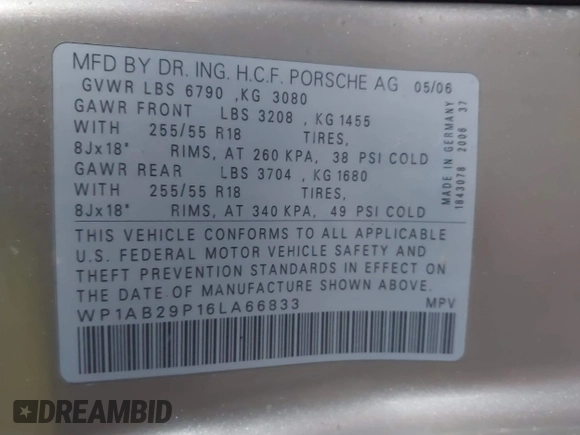 MFD BY DR. ING. H.C.F. PORSCHE AG 05/06
GVWR LBS 6790 ,KG 3080
GAWR FRONT LBS 3208 , KG 1455
WITH 255/55 R18 TIRES,
8Jx18" RIMS, AT 260 KPA, 38 PSI COLD
GAWR REAR LBS 3704 , KG 1680
WITH 255/55 R18 TIRES,
8Jx18" RIMS, AT 340 KPA, 49 PSI COLD
THIS VEHICLE CONFORMS TO ALL APPLICABLE
U.S. FEDERAL MOTOR VEHICLE SAFETY AND
THEFT PREVENTION STANDARDS IN EFFECT ON
THE DATE OF MANUFACTURE SHOWN ABOVE.
WP1AB29P16LA66833 MPV
MADE IN GERMANY
1843078 2006 37
DREAMBID